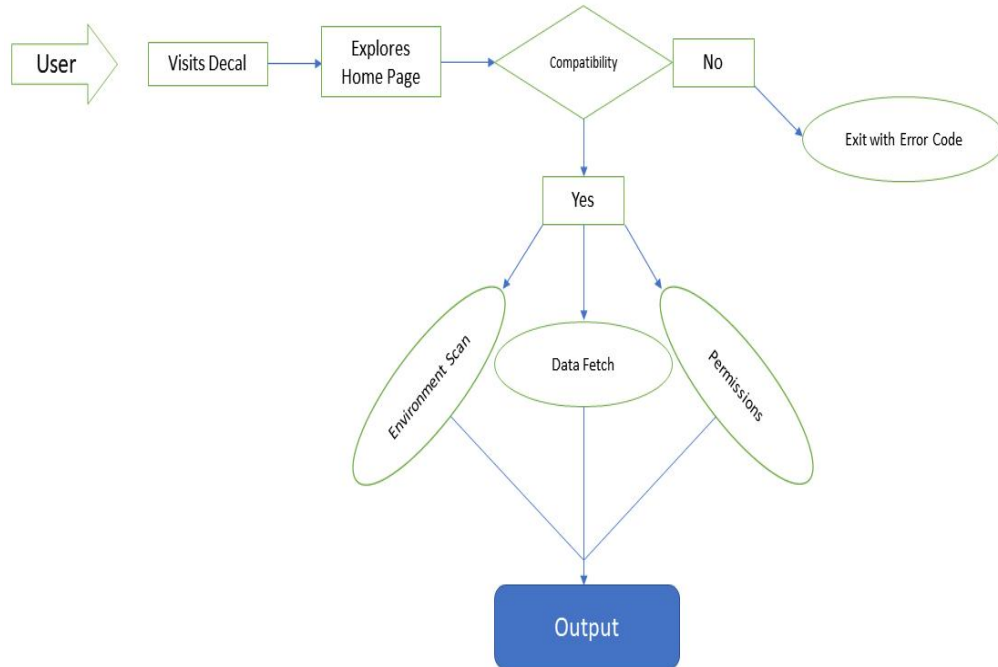 User
Visits Decal
Explores
Home Page
Compatibility
No
Exit with Error Code
Yes
Environment Scan
Data Fetch
Permissions
Output